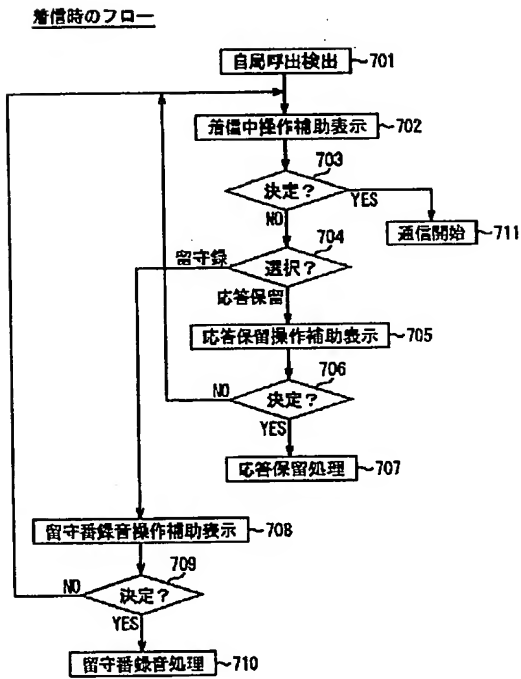 着信時のフロー
自局呼出検出 701
着信中操作補助表示 702
703
決定?
YES
NO
通信開始 711
704
留守録
選択?
応答保留
応答保留操作補助表示 705
706
NO
決定?
YES
応答保留処理 707
留守番録音操作補助表示 708
709
NO
決定?
YES
留守番録音処理 710